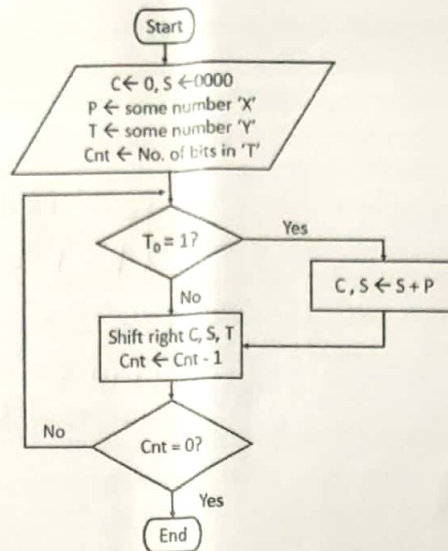 Start
C← 0, S ←0000
P ← some number 'X'
T ← some number 'Y'
Cnt ← No. of bits in 'T'
T₀ = 1?
Yes
C , S ← S + P
No
Shift right C, S, T
Cnt ← Cnt - 1
No
Cnt = 0?
Yes
End